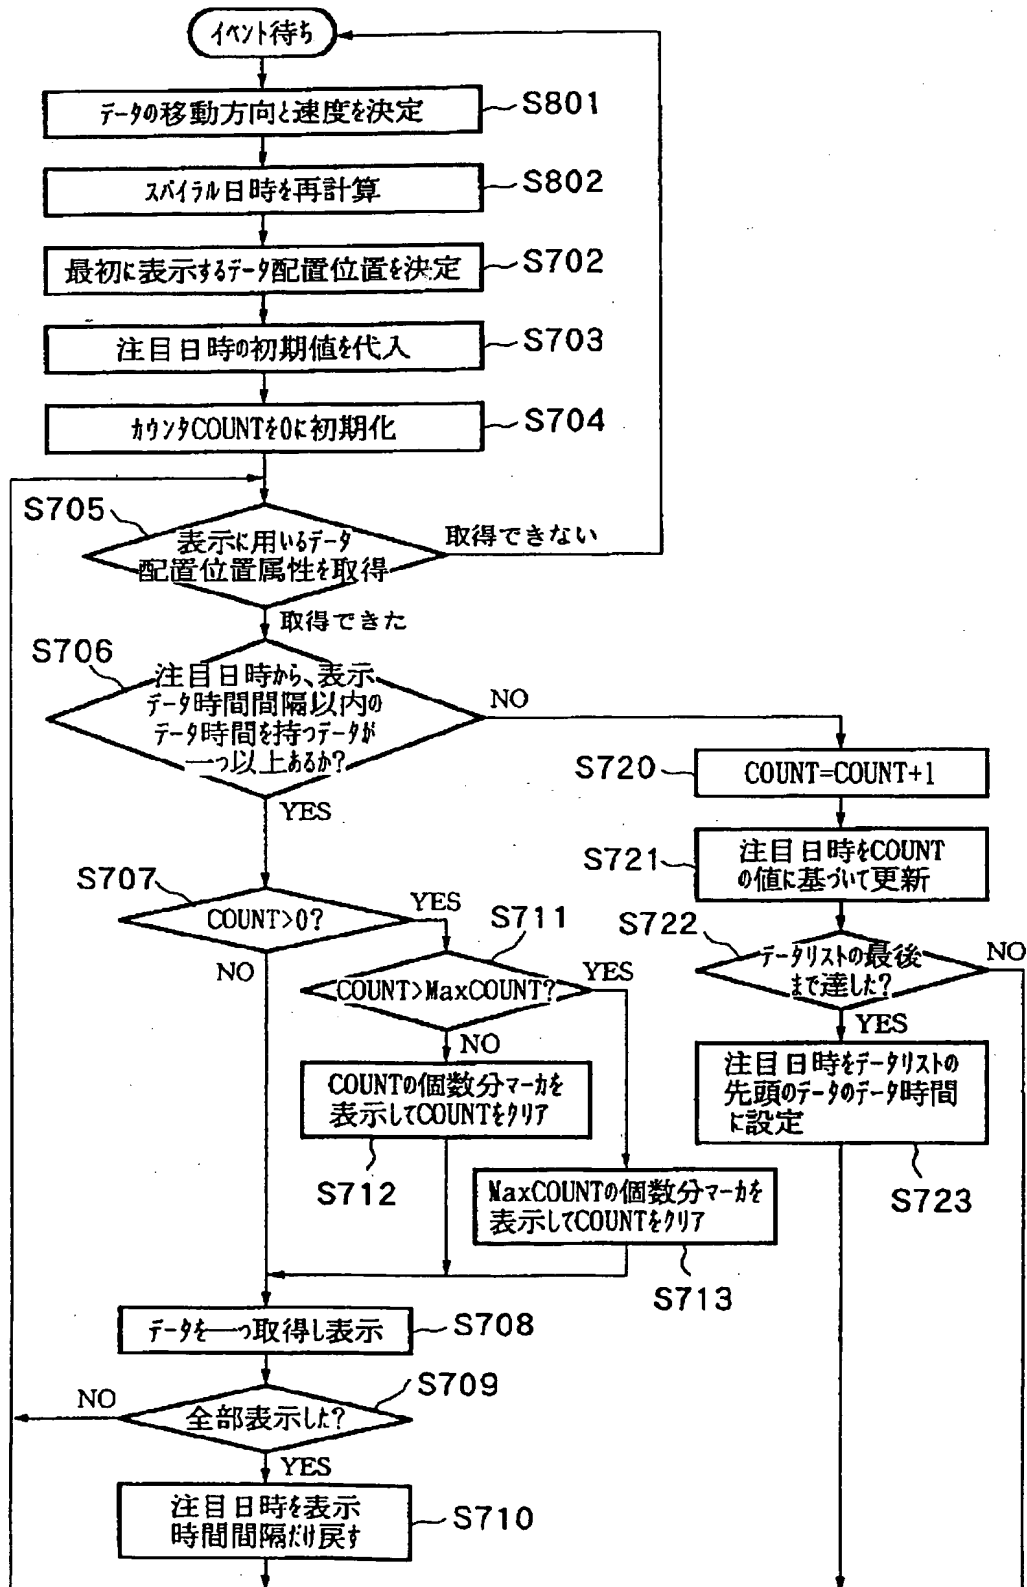 イベント待ち
データの移動方向と速度を決定
S801
スパイラル日時を再計算
S802
最初に表示するデータ配置位置を決定
S702
注目日時の初期値を代入
S703
カウンタCOUNTを0に初期化
S704
S705
表示に用いるデータ
配置位置属性を取得
取得できない
取得できた
S706
注目日時から、表示
データ時間間隔以内の
データ時間を持つデータが
一つ以上あるか?
NO
YES
S720
COUNT=COUNT+1
S721
注目日時をCOUNT
の値に基づいて更新
S722
データリストの最後
まで達した?
NO
YES
注目日時をデータリストの
先頭のデータのデータ時間
に設定
S723
S707
COUNT>0?
YES
NO
S711
COUNT>MaxCOUNT?
YES
NO
COUNTの個数分マーカを
表示してCOUNTをクリア
S712
MaxCOUNTの個数分マーカを
表示してCOUNTをクリア
S713
データを一つ取得し表示
S708
S709
全部表示した?
NO
YES
注目日時を表示
時間間隔だけ戻す
S710